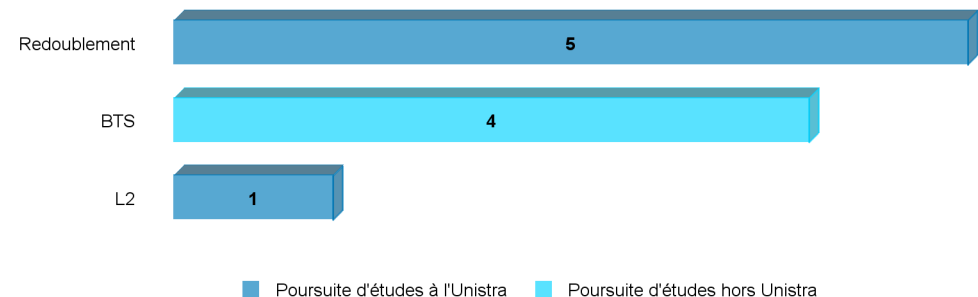 Redoublement 5
BTS 4
L2 1
Poursuite d'études à l'Unistra Poursuite d'études hors Unistra